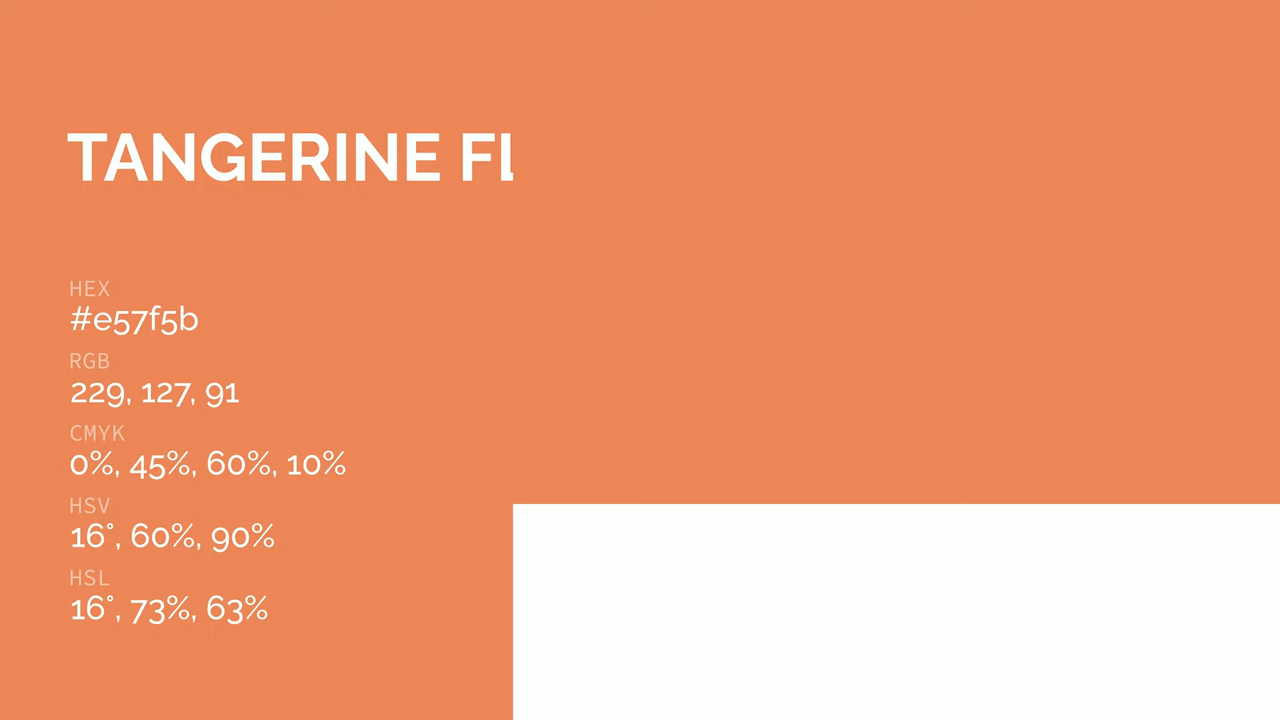 TANGERINE
HEX
#e57f5b
RGB
229, 127, 91
CMYK
0%, 45%, 60%, 10%
HSV
16°, 60%, 90%
HSL
16°, 73%, 63%